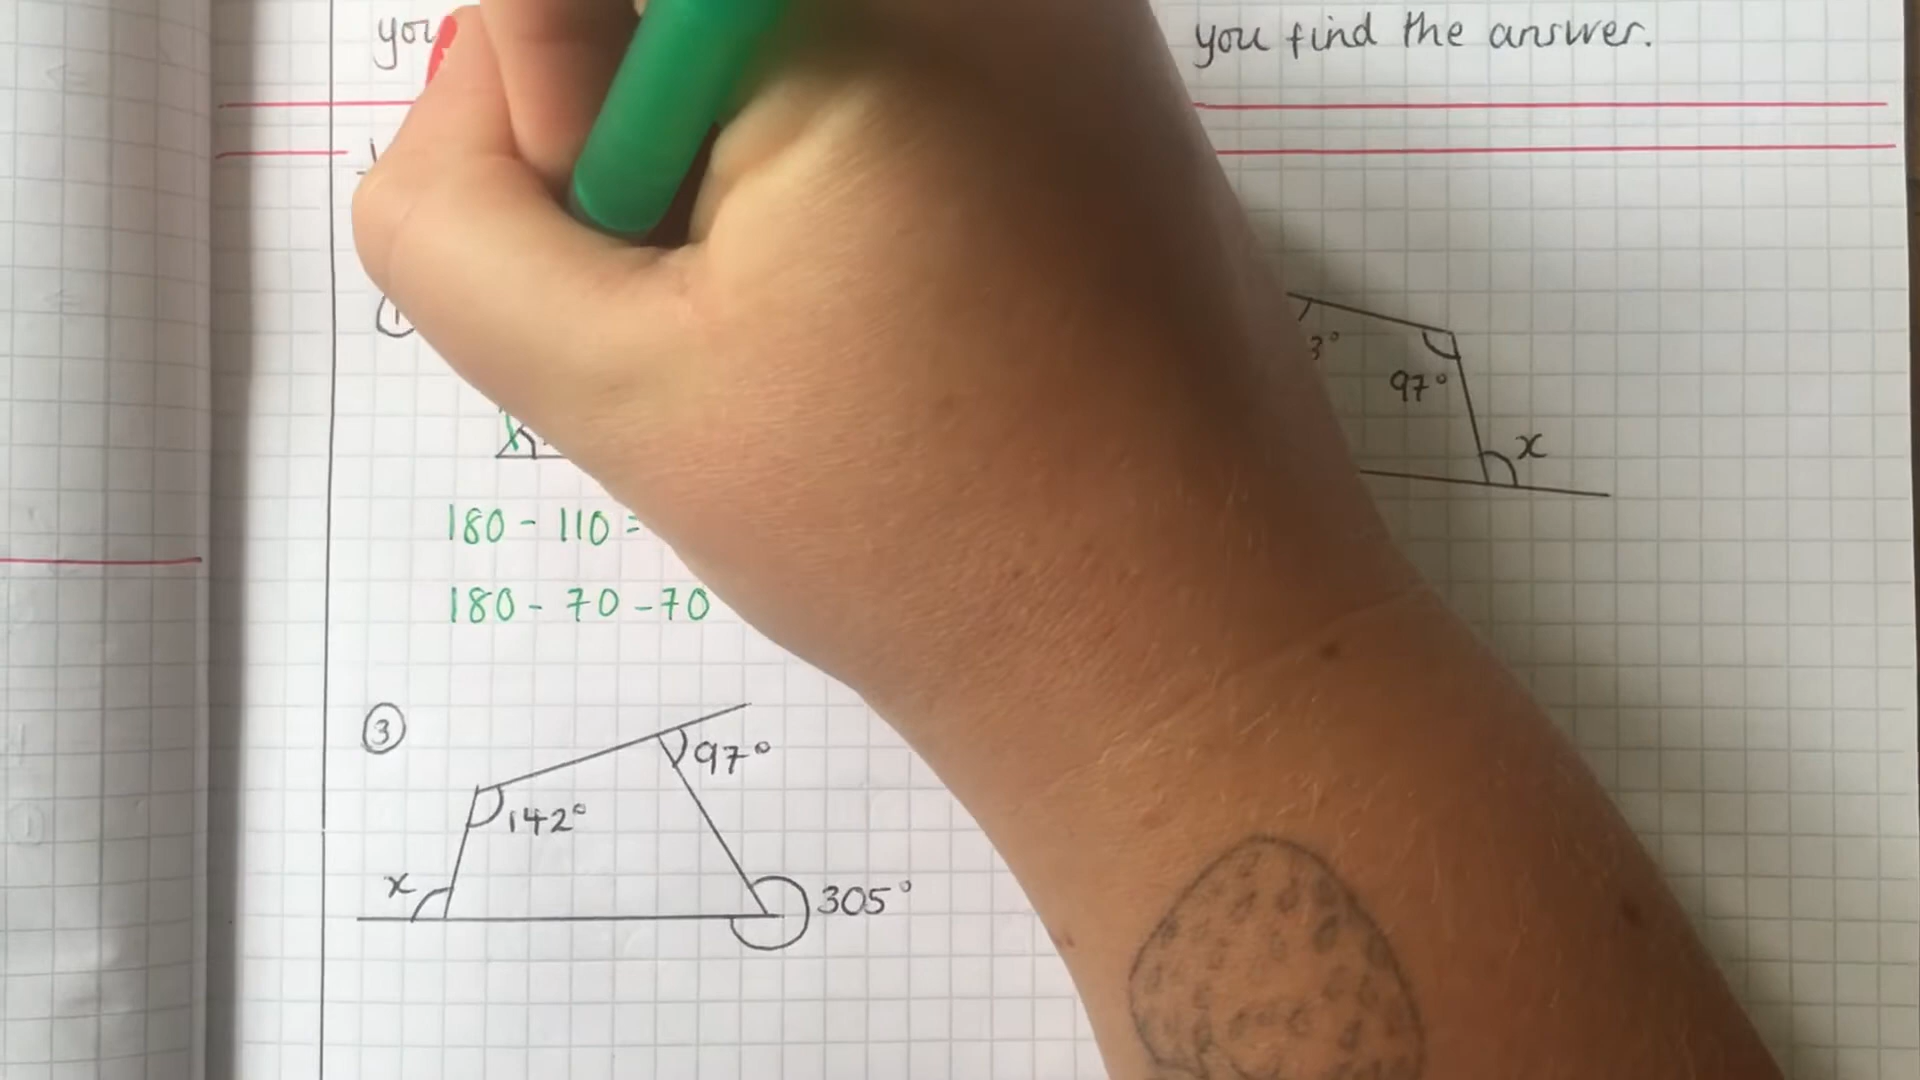 you find the answer.
3°
97°
x
180 - 110 =
180 - 70 - 70
3
97°
142°
x
305°